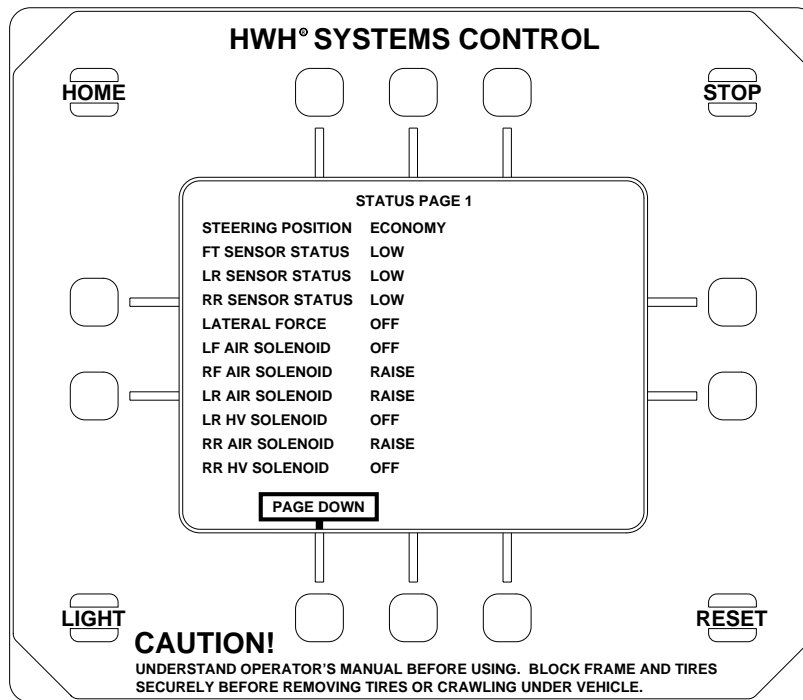 HWH® SYSTEMS CONTROL
HOME
STOP
STATUS PAGE 1
STEERING POSITION ECONOMY
FT SENSOR STATUS LOW
LR SENSOR STATUS LOW
RR SENSOR STATUS LOW
LATERAL FORCE OFF
LF AIR SOLENOID OFF
RF AIR SOLENOID RAISE
LR AIR SOLENOID RAISE
LR HV SOLENOID OFF
RR AIR SOLENOID RAISE
RR HV SOLENOID OFF
PAGE DOWN
LIGHT
RESET
CAUTION!
UNDERSTAND OPERATOR'S MANUAL BEFORE USING. BLOCK FRAME AND TIRES
SECURELY BEFORE REMOVING TIRES OR CRAWLING UNDER VEHICLE.